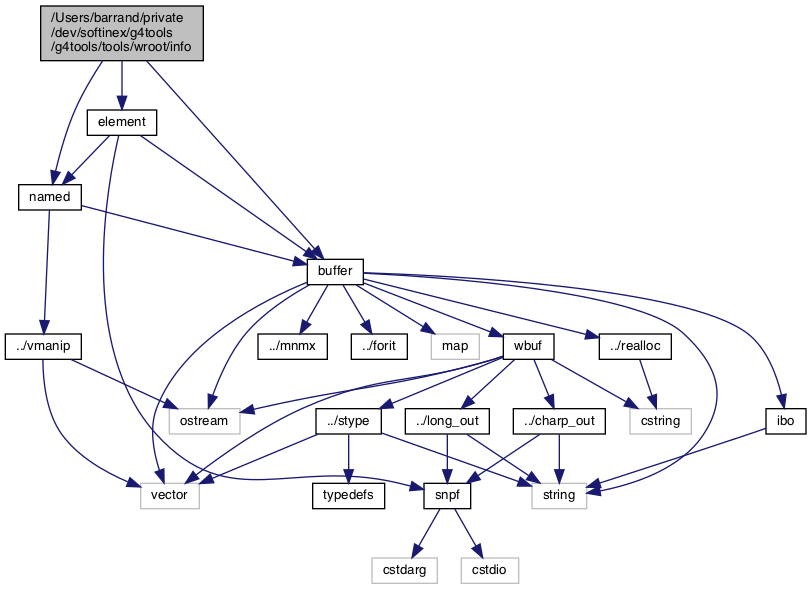 /Users/barrand/private
/dev/softinex/g4tools
/g4tools/tools/wroot/info
element
named
buffer
../vmanip
../mnmx
../forit
map
wbuf
../realloc
ostream
../stype
../long_out
../charp_out
cstring
ibo
vector
typedefs
snpf
string
cstdarg
cstdio